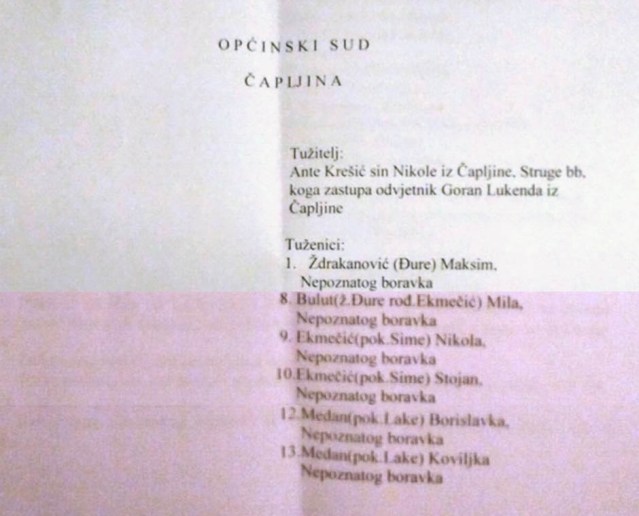 OPĆINSKI SUD
ČAPLJINA
Tužitelj:
Ante Krešić sin Nikole iz Čapljine, Struge bb,
koga zastupa odvjetnik Goran Lukenda iz
Čapljine
Tuženici:
1. Ždrakanović (Đure) Maksim,
Nepoznatog boravka
8. Bulut(ž.Đure rođ.Ekmečić) Mila,
Nepoznatog boravka
9. Ekmečić(pok.Sime) Nikola,
Nepoznatog boravka
10.Ekmečić(pok.Sime) Stojan,
Nepoznatog boravka
12.Medan(pok.Lake) Borislavka,
Nepoznatog boravka
13.Medan(pok.Lake) Koviljka
Nepoznatog boravka